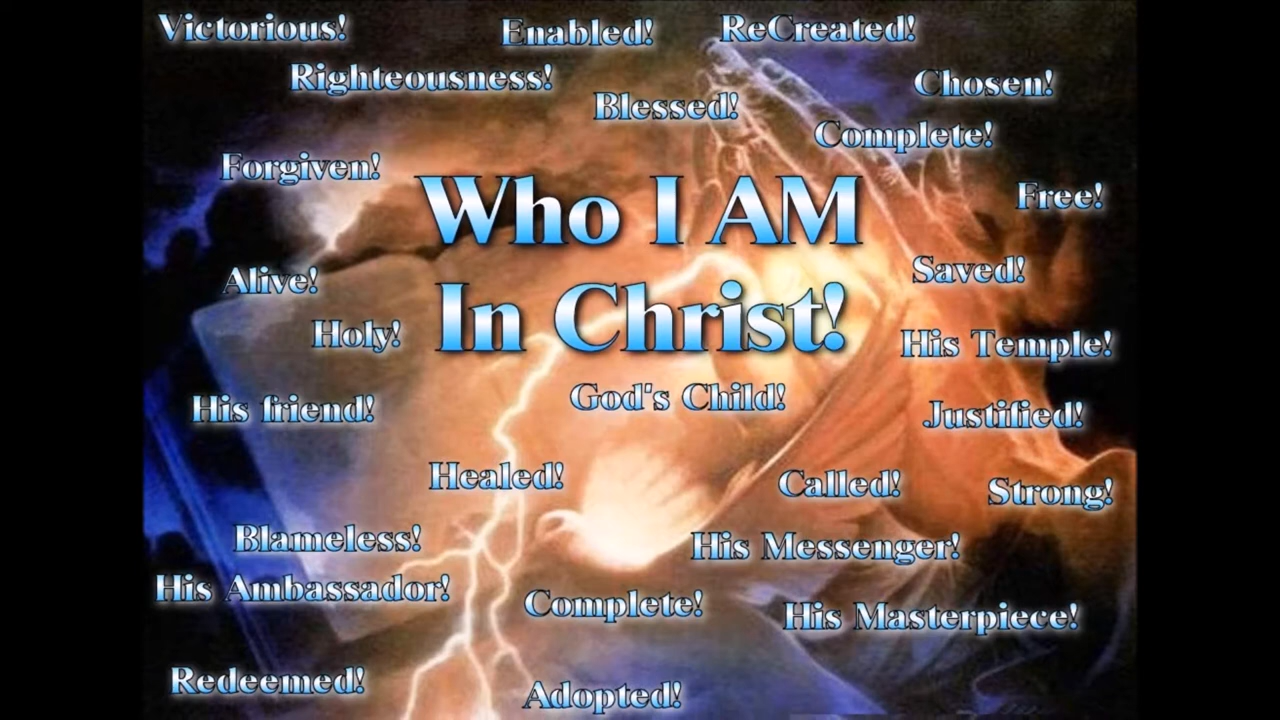 Victorious!
Enabled!
ReCreated!
Righteousness!
Chosen!
Blessed!
Complete!
Forgiven!
Free!
Who I AM
In Christ!
Alive!
Saved!
Holy!
His Temple!
God's Child!
His friend!
Justified!
Healed!
Called!
Strong!
Blameless!
His Messenger!
His Ambassador!
Complete!
His Masterpiece!
Redeemed!
Adopted!